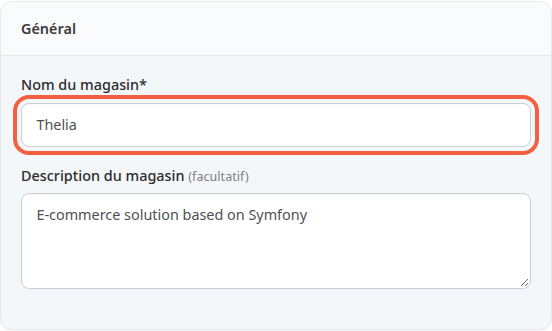 Général
Nom du magasin*
Thelia
Description du magasin (facultatif)
E-commerce solution based on Symfony